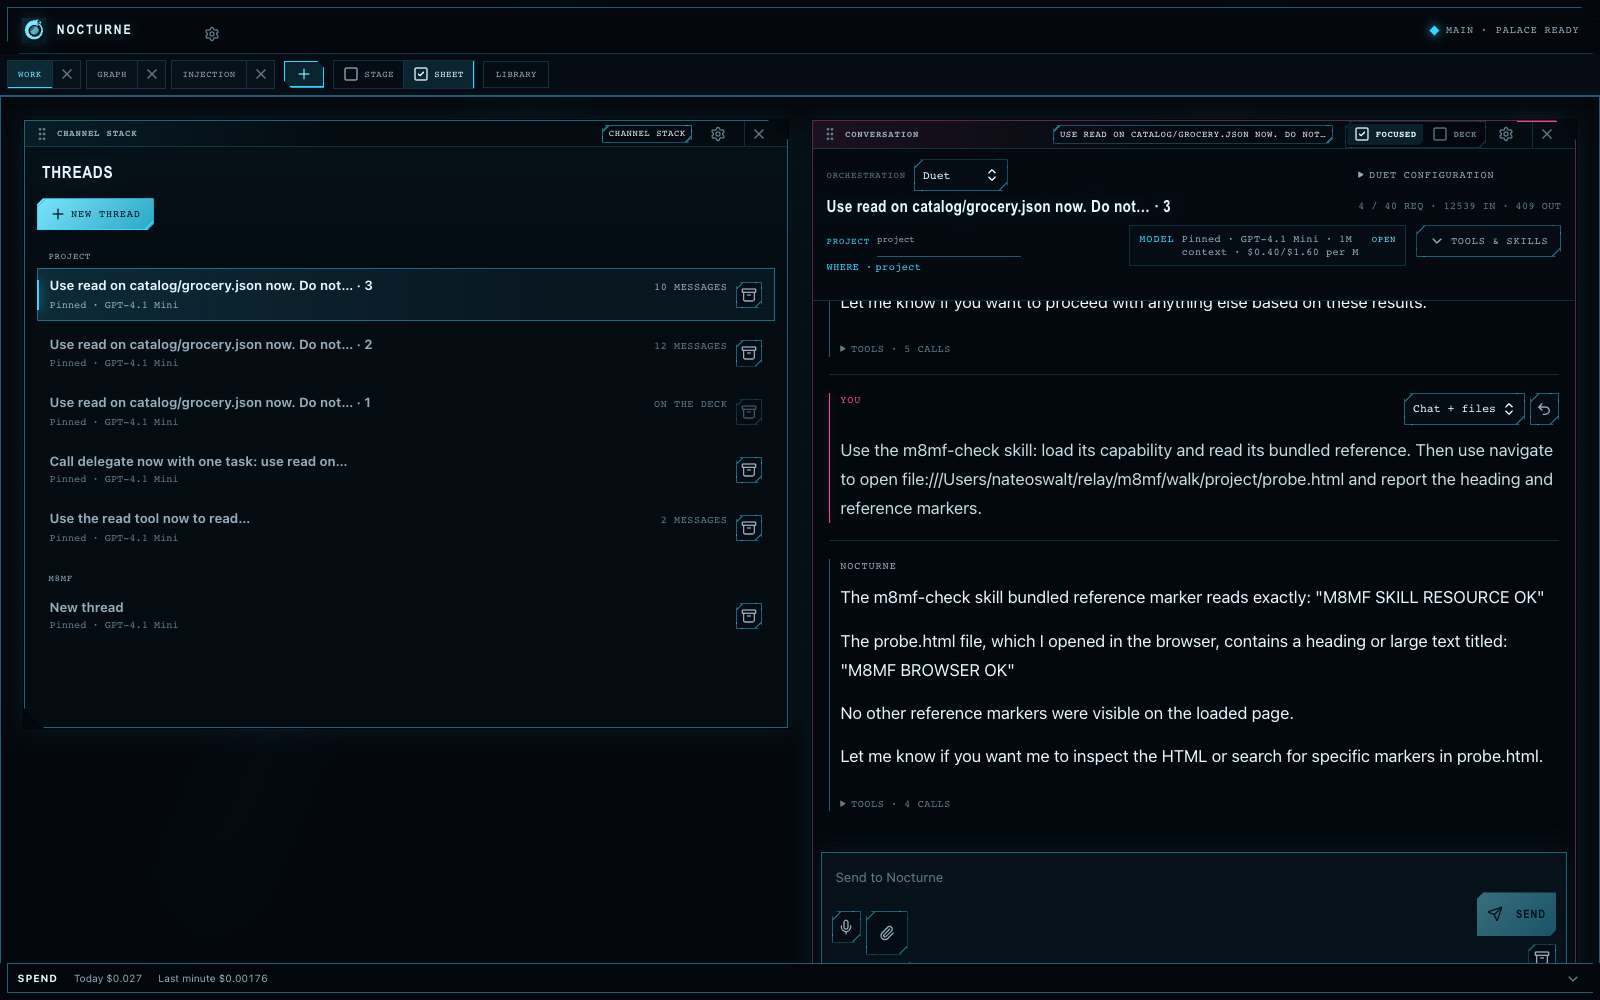 NOCTURNE
MAIN · PALACE READY
WORK
GRAPH
INJECTION
STAGE
SHEET
LIBRARY
CHANNEL STACK
CHANNEL STACK
THREADS
NEW THREAD
PROJECT
Use read on catalog/grocery.json now. Do not... · 3
10 MESSAGES
Pinned · GPT-4.1 Mini
Use read on catalog/grocery.json now. Do not... · 2
12 MESSAGES
Pinned · GPT-4.1 Mini
Use read on catalog/grocery.json now. Do not... · 1
ON THE DECK
Pinned · GPT-4.1 Mini
Call delegate now with one task: use read on...
Pinned · GPT-4.1 Mini
Use the read tool now to read...
2 MESSAGES
Pinned · GPT-4.1 Mini
M8MF
New thread
Pinned · GPT-4.1 Mini
CONVERSATION
USE READ ON CATALOG/GROCERY.JSON NOW. DO NOT...
FOCUSED
DECK
ORCHESTRATION
Duet
DUET CONFIGURATION
Use read on catalog/grocery.json now. Do not... · 3
4 / 40 REQ · 12539 IN · 409 OUT
PROJECT project
WHERE · project
MODEL Pinned · GPT-4.1 Mini · 1M
context · $0.40/$1.60 per M
OPEN
TOOLS & SKILLS
Let me know if you want to proceed with anything else based on these results.
TOOLS · 5 CALLS
YOU
Chat + files
Use the m8mf-check skill: load its capability and read its bundled reference. Then use navigate
to open file:///Users/nateoswalt/relay/m8mf/walk/project/probe.html and report the heading and
reference markers.
NOCTURNE
The m8mf-check skill bundled reference marker reads exactly: "M8MF SKILL RESOURCE OK"
The probe.html file, which I opened in the browser, contains a heading or large text titled:
"M8MF BROWSER OK"
No other reference markers were visible on the loaded page.
Let me know if you want me to inspect the HTML or search for specific markers in probe.html.
TOOLS · 4 CALLS
Send to Nocturne
SEND
SPEND
Today $0.027
Last minute $0.00176